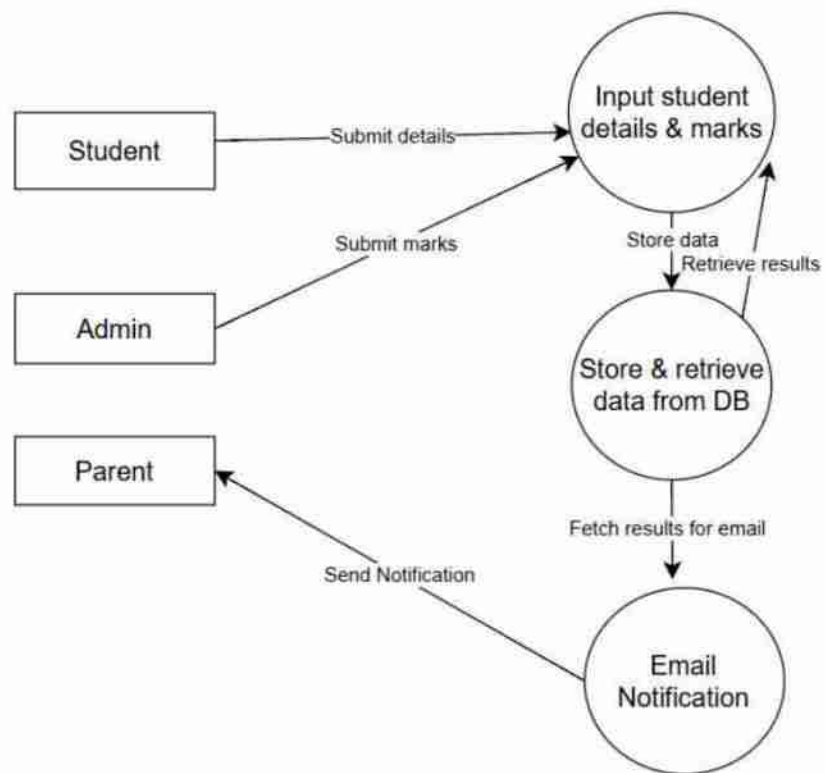 Input student
details & marks
Student
Submit details
Submit marks
Store data
Retrieve results
Admin
Store & retrieve
data from DB
Parent
Fetch results for email
Send Notification
Email
Notification